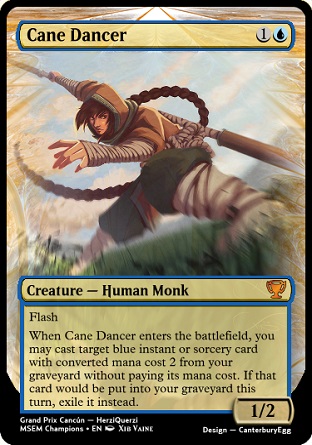 Cane Dancer 1
Creature — Human Monk
Flash
When Cane Dancer enters the battlefield, you
may cast target blue instant or sorcery card
with converted mana cost 2 from your
graveyard without paying its mana cost. If that
card would be put into your graveyard this
turn, exile it instead.
1/2
Grand Prix Cancún — HerziQuerzi
MSEM Champions • EN Xib Vaine
Design — CanterburyEgg